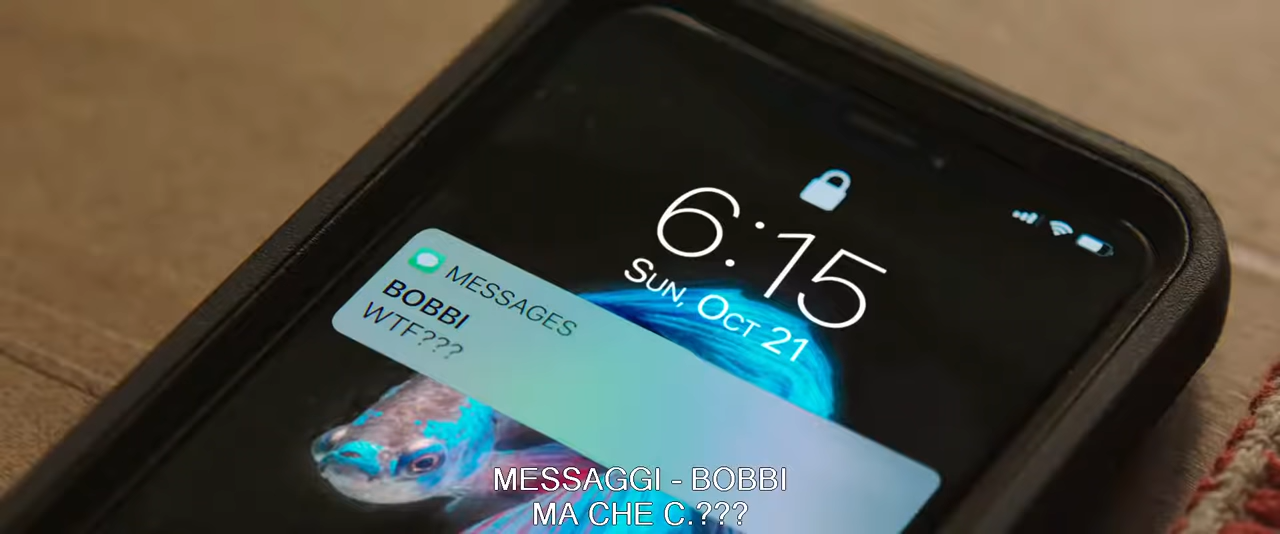 6:15
SUN, OCT 21
MESSAGES
BOBBI
WTF???
MESSAGGI - BOBBI
MA CHE C.???